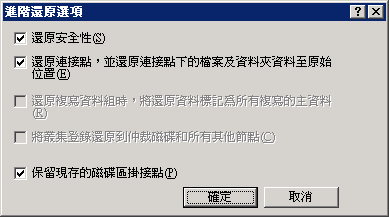 進階還原選項
還原安全性(S)
還原連接點，並還原連接點下的檔案及資料夾資料至原始
位置(E)
還原複寫資料組時，將還原資料標記為所有複寫的主資料
(R)
將叢集登錄還原到仲裁磁碟和所有其他節點(C)
保留現存的磁碟區掛接點(P)
確定
取消